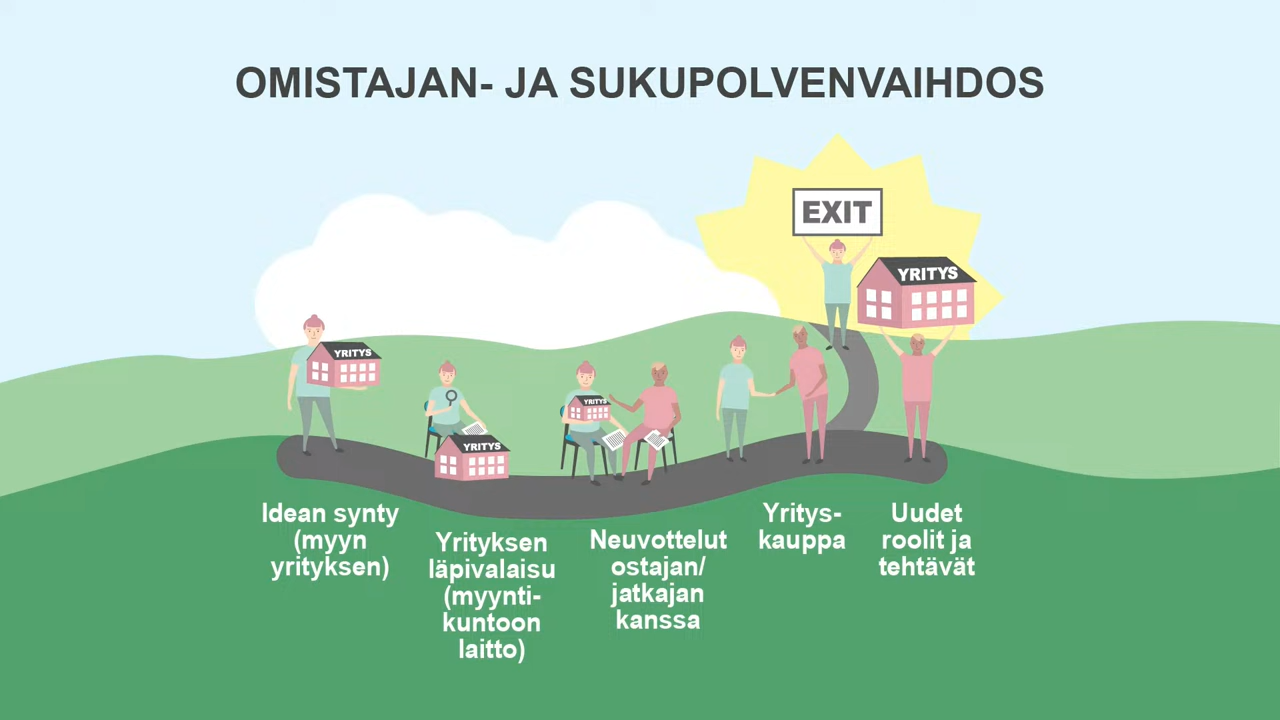 OMISTAJAN- JA SUKUPOLVENVAIHDOS
EXIT
YRITYS
YRITYS
YRITYS
YRITYS
Idean synty
(myyn
yrityksen)
Yrityksen
läpivalaisu
(myynti-
kuntoon
laitto)
Neuvottelut
ostajan/
jatkajan
kanssa
Yritys-
kauppa
Uudet
roolit ja
tehtävät